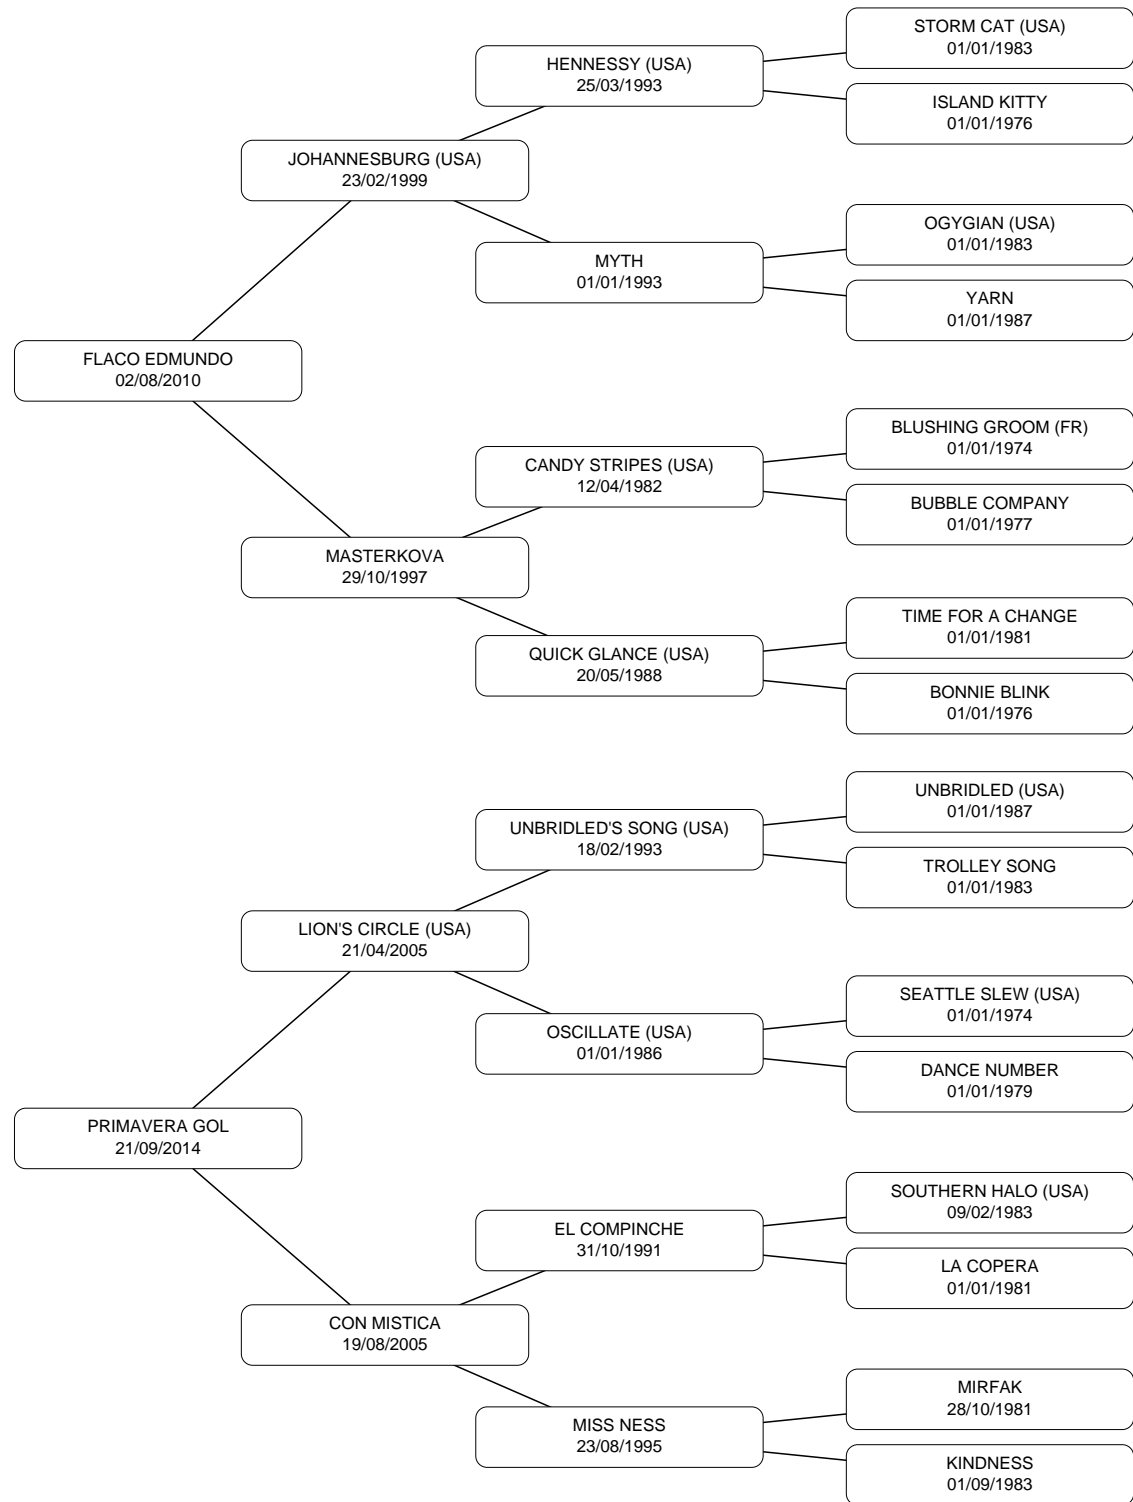 STORM CAT (USA)
01/01/1983
HENNESSY (USA)
25/03/1993
ISLAND KITTY
01/01/1976
JOHANNESBURG (USA)
23/02/1999
OGYGIAN (USA)
01/01/1983
MYTH
01/01/1993
YARN
01/01/1987
FLACO EDMUNDO
02/08/2010
BLUSHING GROOM (FR)
01/01/1974
CANDY STRIPES (USA)
12/04/1982
BUBBLE COMPANY
01/01/1977
MASTERKOVA
29/10/1997
TIME FOR A CHANGE
01/01/1981
QUICK GLANCE (USA)
20/05/1988
BONNIE BLINK
01/01/1976
UNBRIDLED (USA)
01/01/1987
UNBRIDLED'S SONG (USA)
18/02/1993
TROLLEY SONG
01/01/1983
LION'S CIRCLE (USA)
21/04/2005
SEATTLE SLEW (USA)
01/01/1974
OSCILLATE (USA)
01/01/1986
DANCE NUMBER
01/01/1979
PRIMAVERA GOL
21/09/2014
SOUTHERN HALO (USA)
09/02/1983
EL COMPINCHE
31/10/1991
LA COPERA
01/01/1981
CON MISTICA
19/08/2005
MIRFAK
28/10/1981
MISS NESS
23/08/1995
KINDNESS
01/09/1983